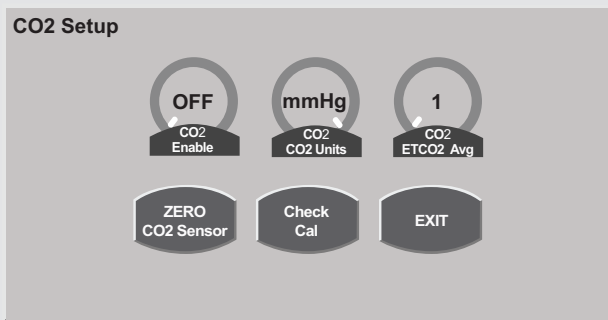 CO2 Setup
OFF
CO2
Enable
mmHg
CO2
CO2 Units
1
CO2
ETCO2 Avg
ZERO
CO2 Sensor
Check
Cal
EXIT